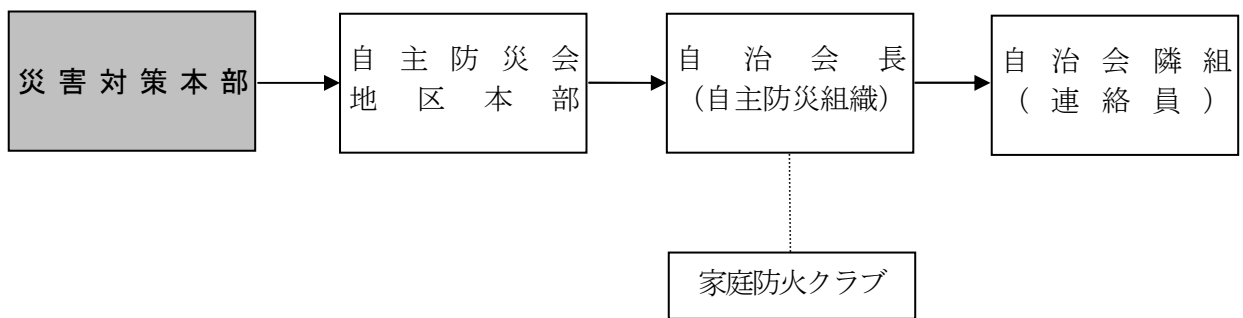 災害対策本部
自主防災会
地区本部
自治会長
（自主防災組織）
自治会隣組
（連絡員）
家庭防火クラブ